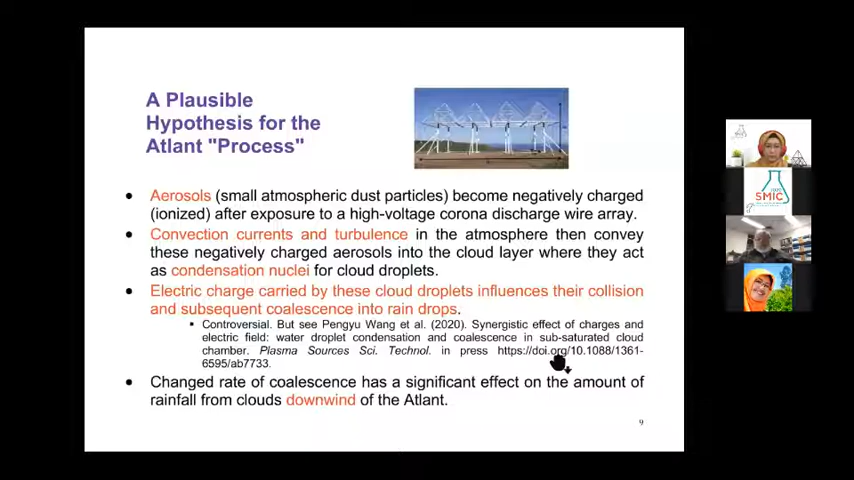 A Plausible
Hypothesis for the
Atlant "Process"
● Aerosols (small atmospheric dust particles) become negatively charged
(ionized) after exposure to a high-voltage corona discharge wire array.
● Convection currents and turbulence in the atmosphere then convey
these negatively charged aerosols into the cloud layer where they act
as condensation nuclei for cloud droplets.
● Electric charge carried by these cloud droplets influences their collision
and subsequent coalescence into rain drops.
▪ Controversial. But see Pengyu Wang et al. (2020). Synergistic effect of charges and
electric field: water droplet condensation and coalescence in sub-saturated cloud
chamber. Plasma Sources Sci. Technol. in press https://doi.org/10.1088/1361-
6595/ab7733.
● Changed rate of coalescence has a significant effect on the amount of
rainfall from clouds downwind of the Atlant.
9
SMIC